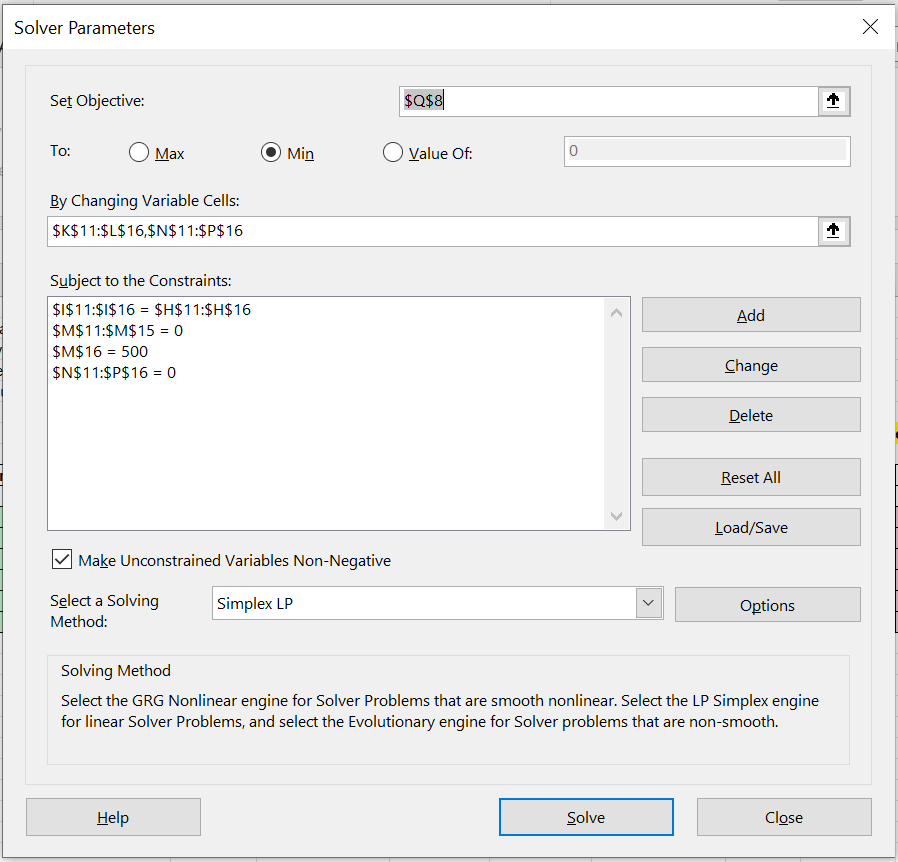 Solver Parameters
Set Objective:
$Q$8
To:
Max
Min
Value Of:
0
By Changing Variable Cells:
$K$11:$L$16,$N$11:$P$16
Subject to the Constraints:
$I$11:$I$16 = $H$11:$H$16
$M$11:$M$15 = 0
$M$16 = 500
$N$11:$P$16 = 0
Add
Change
Delete
Reset All
Load/Save
Make Unconstrained Variables Non-Negative
Select a Solving
Method:
Simplex LP
Options
Solving Method
Select the GRG Nonlinear engine for Solver Problems that are smooth nonlinear. Select the LP Simplex engine
for linear Solver Problems, and select the Evolutionary engine for Solver problems that are non-smooth.
Help
Solve
Close